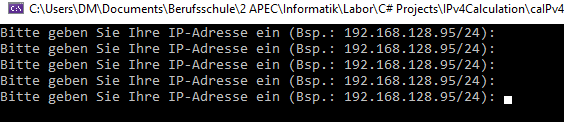 C:\Users\DM\Documents\Berufsschule\2 APEC\Informatik\Labor\C# Projects\IPv4Calculation\calPv4
Bitte geben Sie Ihre IP-Adresse ein (Bsp.: 192.168.128.95/24):
Bitte geben Sie Ihre IP-Adresse ein (Bsp.: 192.168.128.95/24):
Bitte geben Sie Ihre IP-Adresse ein (Bsp.: 192.168.128.95/24):
Bitte geben Sie Ihre IP-Adresse ein (Bsp.: 192.168.128.95/24):
Bitte geben Sie Ihre IP-Adresse ein (Bsp.: 192.168.128.95/24):